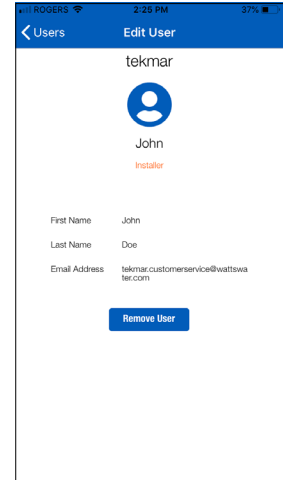 ROGERS 2:25 PM 37%
Users Edit User
tekmar
John
Installer
First Name John
Last Name Doe
Email Address tekmar.customerservice@wattswa
ter.com
Remove User